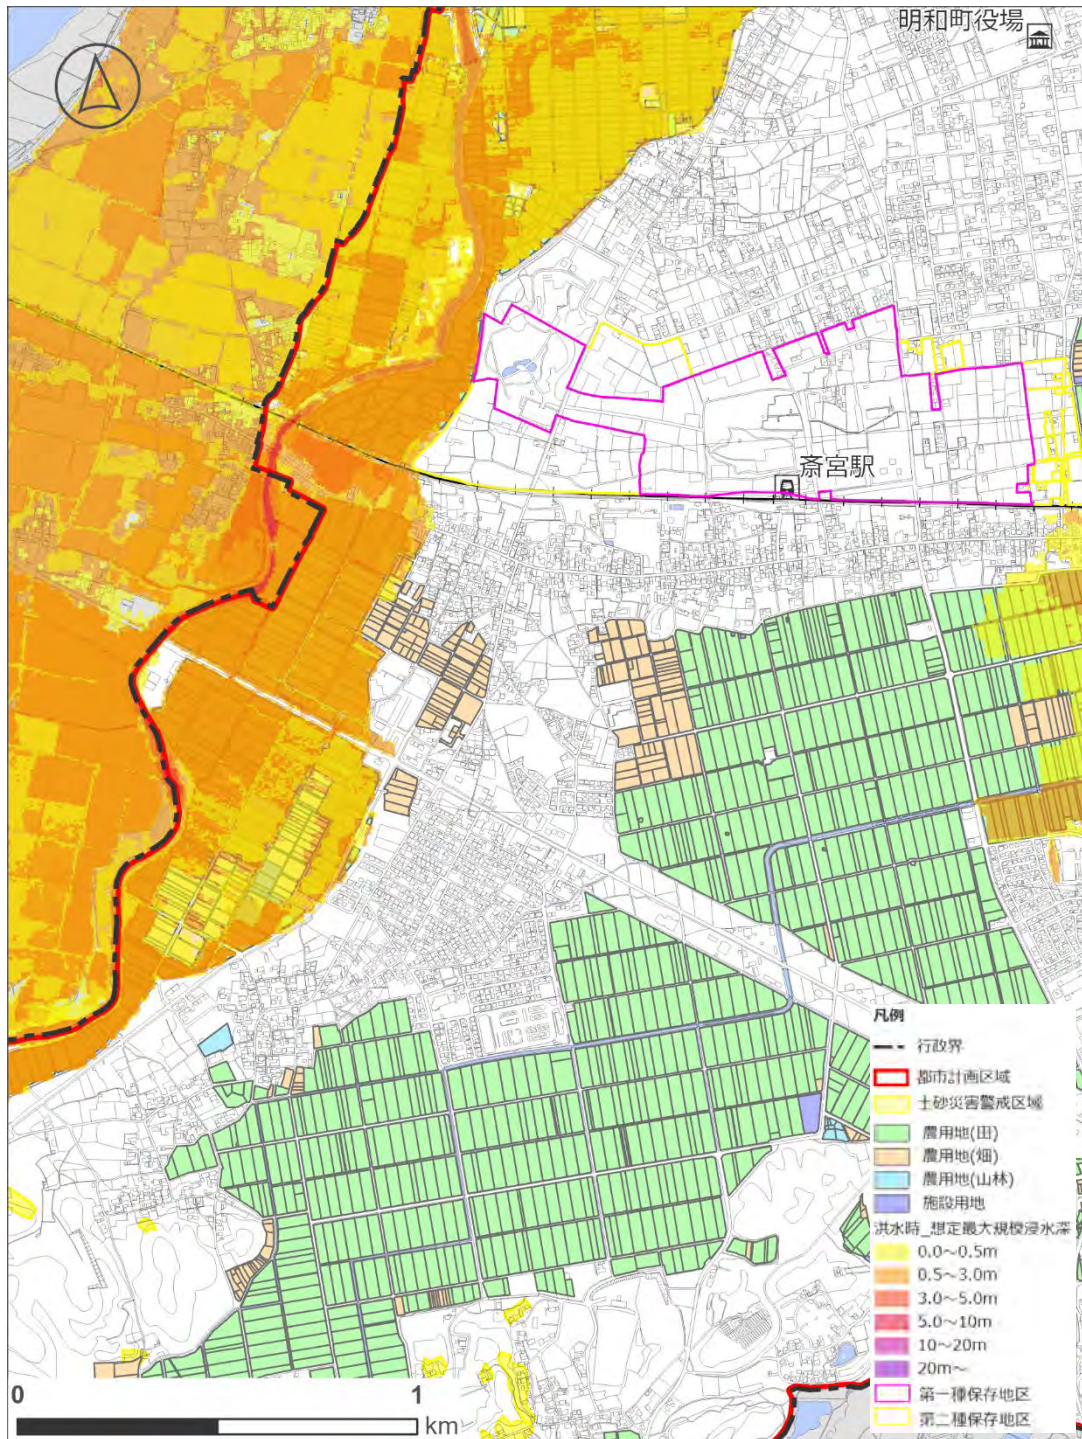 明和町役場
斎宮駅
凡例
行政界
都市計画区域
土砂災害警戒区域
農用地(田)
農用地(畑)
農用地(山林)
施設用地
洪水時_想定最大規模浸水深
0.0～0.5m
0.5～3.0m
3.0～5.0m
5.0～10m
10～20m
20m～
第一種保存地区
第二種保存地区
0 1
km